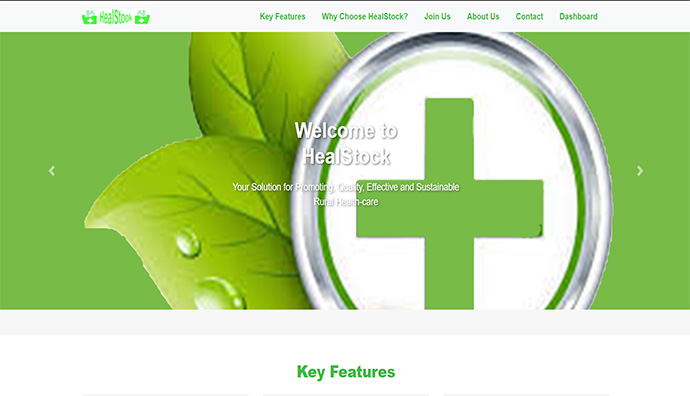 HealStock
Key Features
Why Choose HealStock?
Join Us
About Us
Contact
Dashboard
Welcome to
HealStock
Your Solution for Promoting, Quality, Effective and Sustainable
Rural Health-care
Key Features